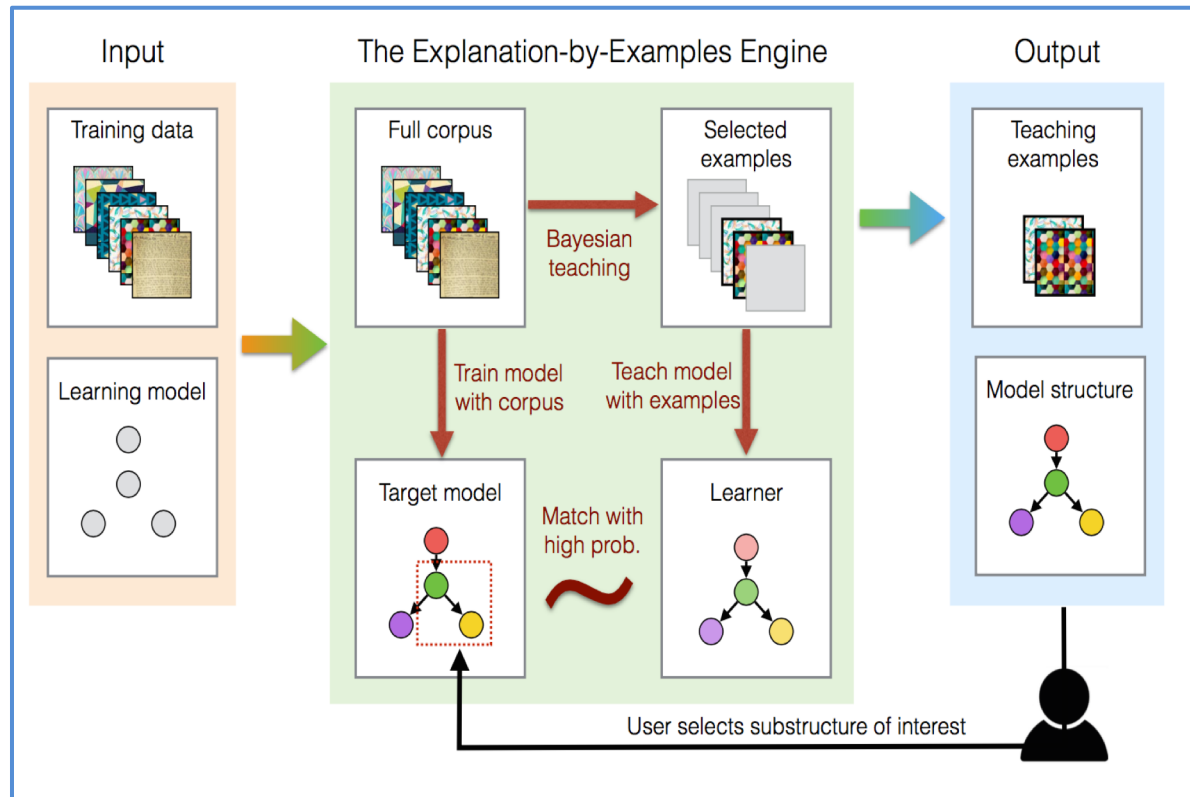 Input
The Explanation-by-Examples Engine
Output
Training data
Full corpus
Selected
examples
Teaching
examples
Bayesian
teaching
Learning model
Train model
with corpus
Teach model
with examples
Model structure
Target model
Match with
high prob.
Learner
User selects substructure of interest